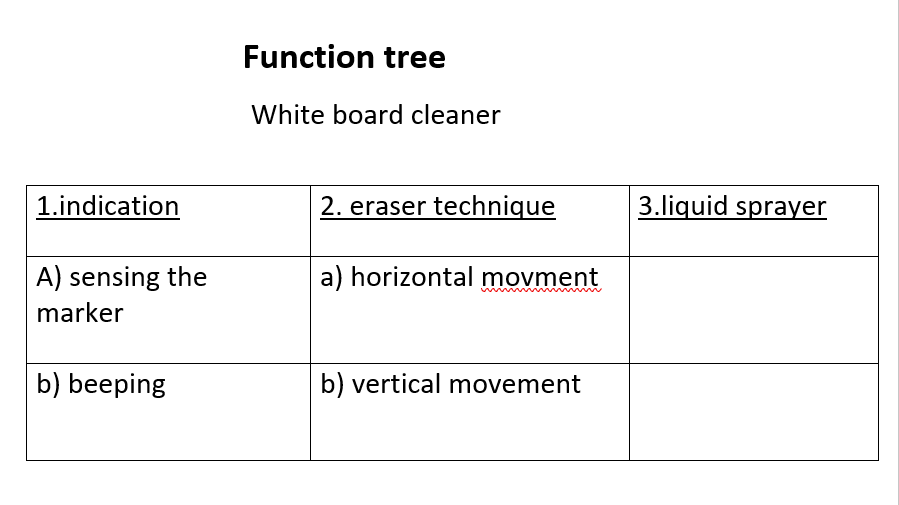 Function tree
White board cleaner
1.indication
2. eraser technique
3.liquid sprayer
A) sensing the
marker
a) horizontal movment
b) beeping
b) vertical movement